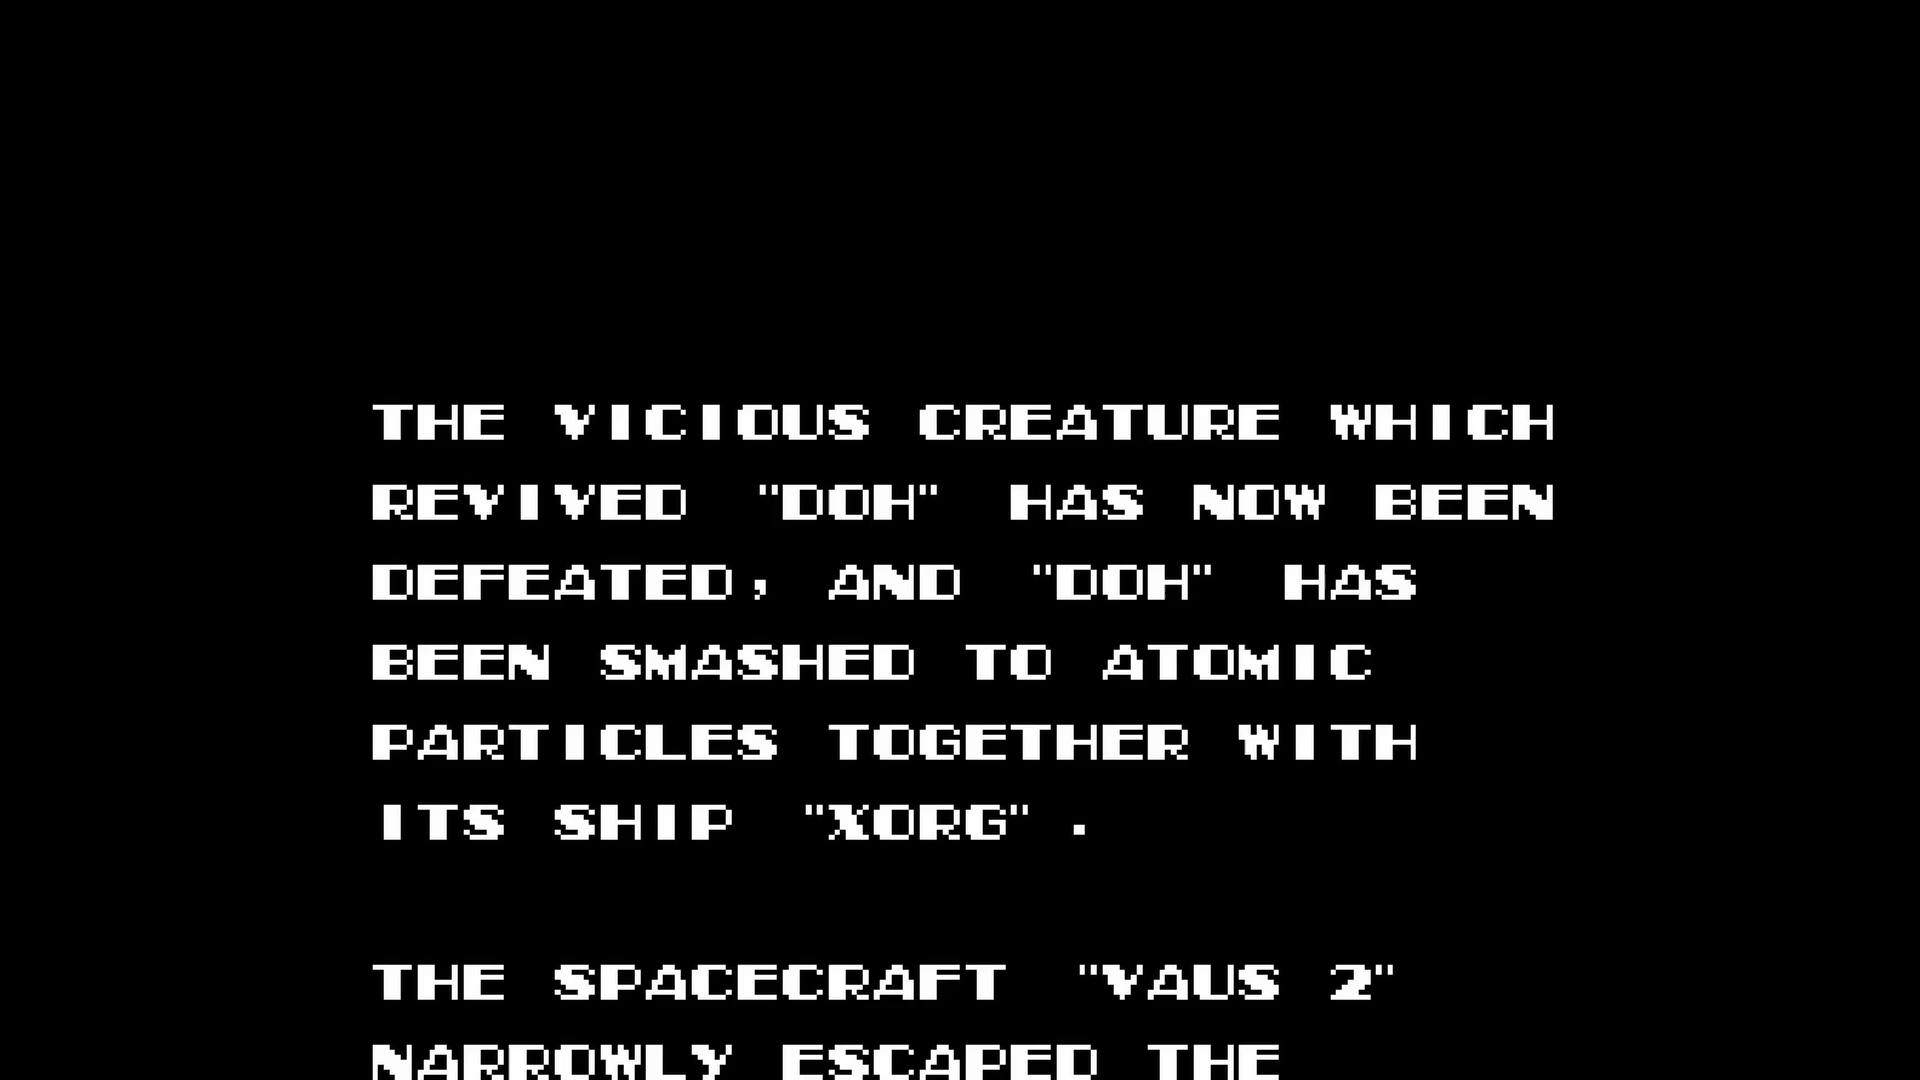 THE VICIOUS CREATURE WHICH
REVIVED "DOH" HAS NOW BEEN
DEFEATED, AND "DOH" HAS
BEEN SMASHED TO ATOMIC
PARTICLES TOGETHER WITH
ITS SHIP "XORG" .
THE SPACECRAFT "VAUS 2"
NARROWLY ESCAPED THE